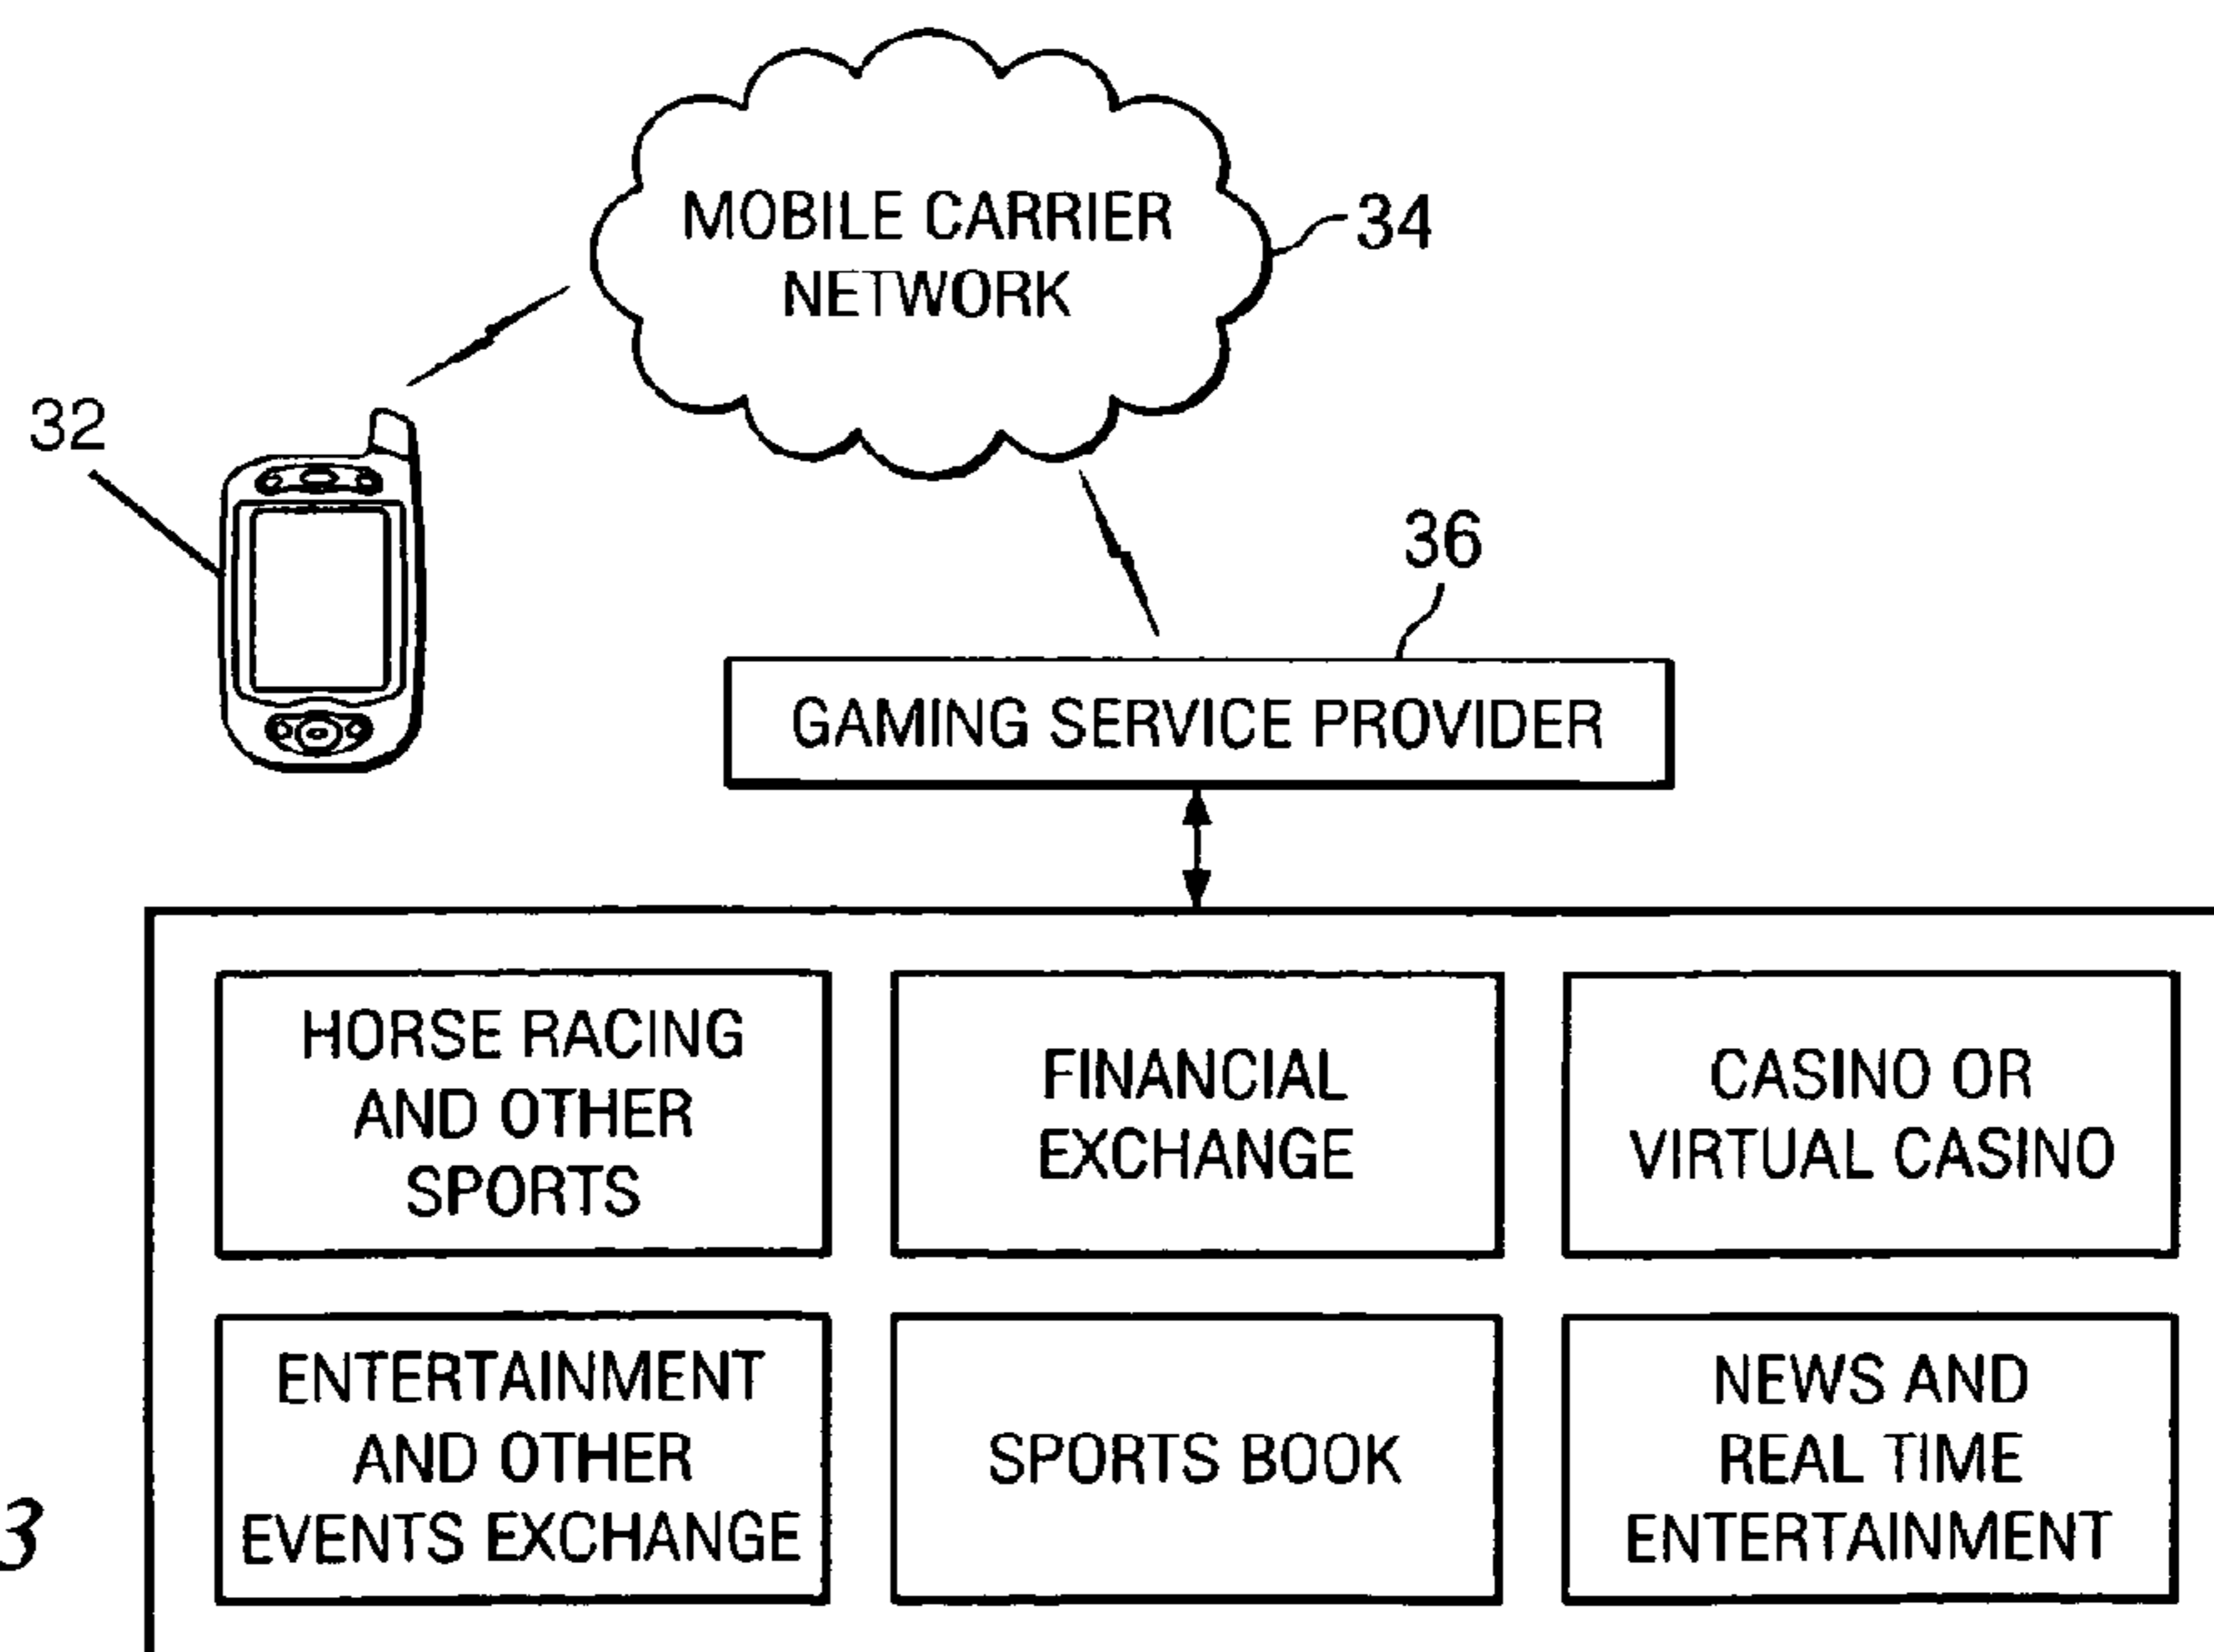 MOBILE CARRIER
NETWORK
34
32
36
GAMING SERVICE PROVIDER
HORSE RACING
AND OTHER
SPORTS
FINANCIAL
EXCHANGE
CASINO OR
VIRTUAL CASINO
ENTERTAINMENT
AND OTHER
EVENTS EXCHANGE
SPORTS BOOK
NEWS AND
REAL TIME
ENTERTAINMENT
3